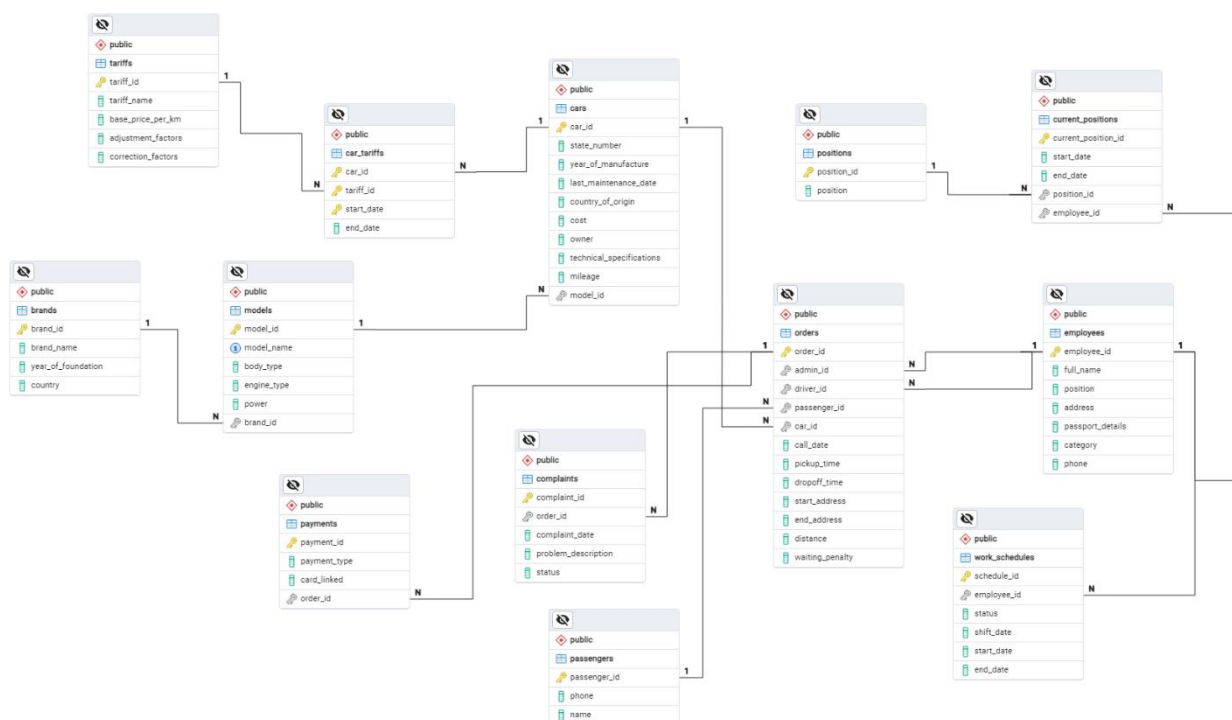 public
tariffs
tariff_id
tariff_name
base_price_per_km
adjustment_factors
correction_factors
1
N
public
car_tariffs
car_id
tariff_id
start_date
end_date
N
1
public
cars
car_id
state_number
year_of_manufacture
last_maintenance_date
country_of_origin
cost
owner
technical_specifications
mileage
model_id
1
N
public
positions
position_id
position
1
N
public
current_positions
current_position_id
start_date
end_date
position_id
employee_id
N
public
brands
brand_id
brand_name
year_of_foundation
country
1
N
public
models
model_id
model_name
body_type
engine_type
power
brand_id
1
public
orders
order_id
admin_id
driver_id
passenger_id
car_id
call_date
pickup_time
dropoff_time
start_address
end_address
distance
waiting_penalty
1
N
N
N
N
1
public
employees
employee_id
full_name
position
address
passport_details
category
phone
1
public
payments
payment_id
payment_type
card_linked
order_id
N
public
complaints
complaint_id
order_id
complaint_date
problem_description
status
N
public
work_schedules
schedule_id
employee_id
status
shift_date
start_date
end_date
N
public
passengers
passenger_id
phone
name
1